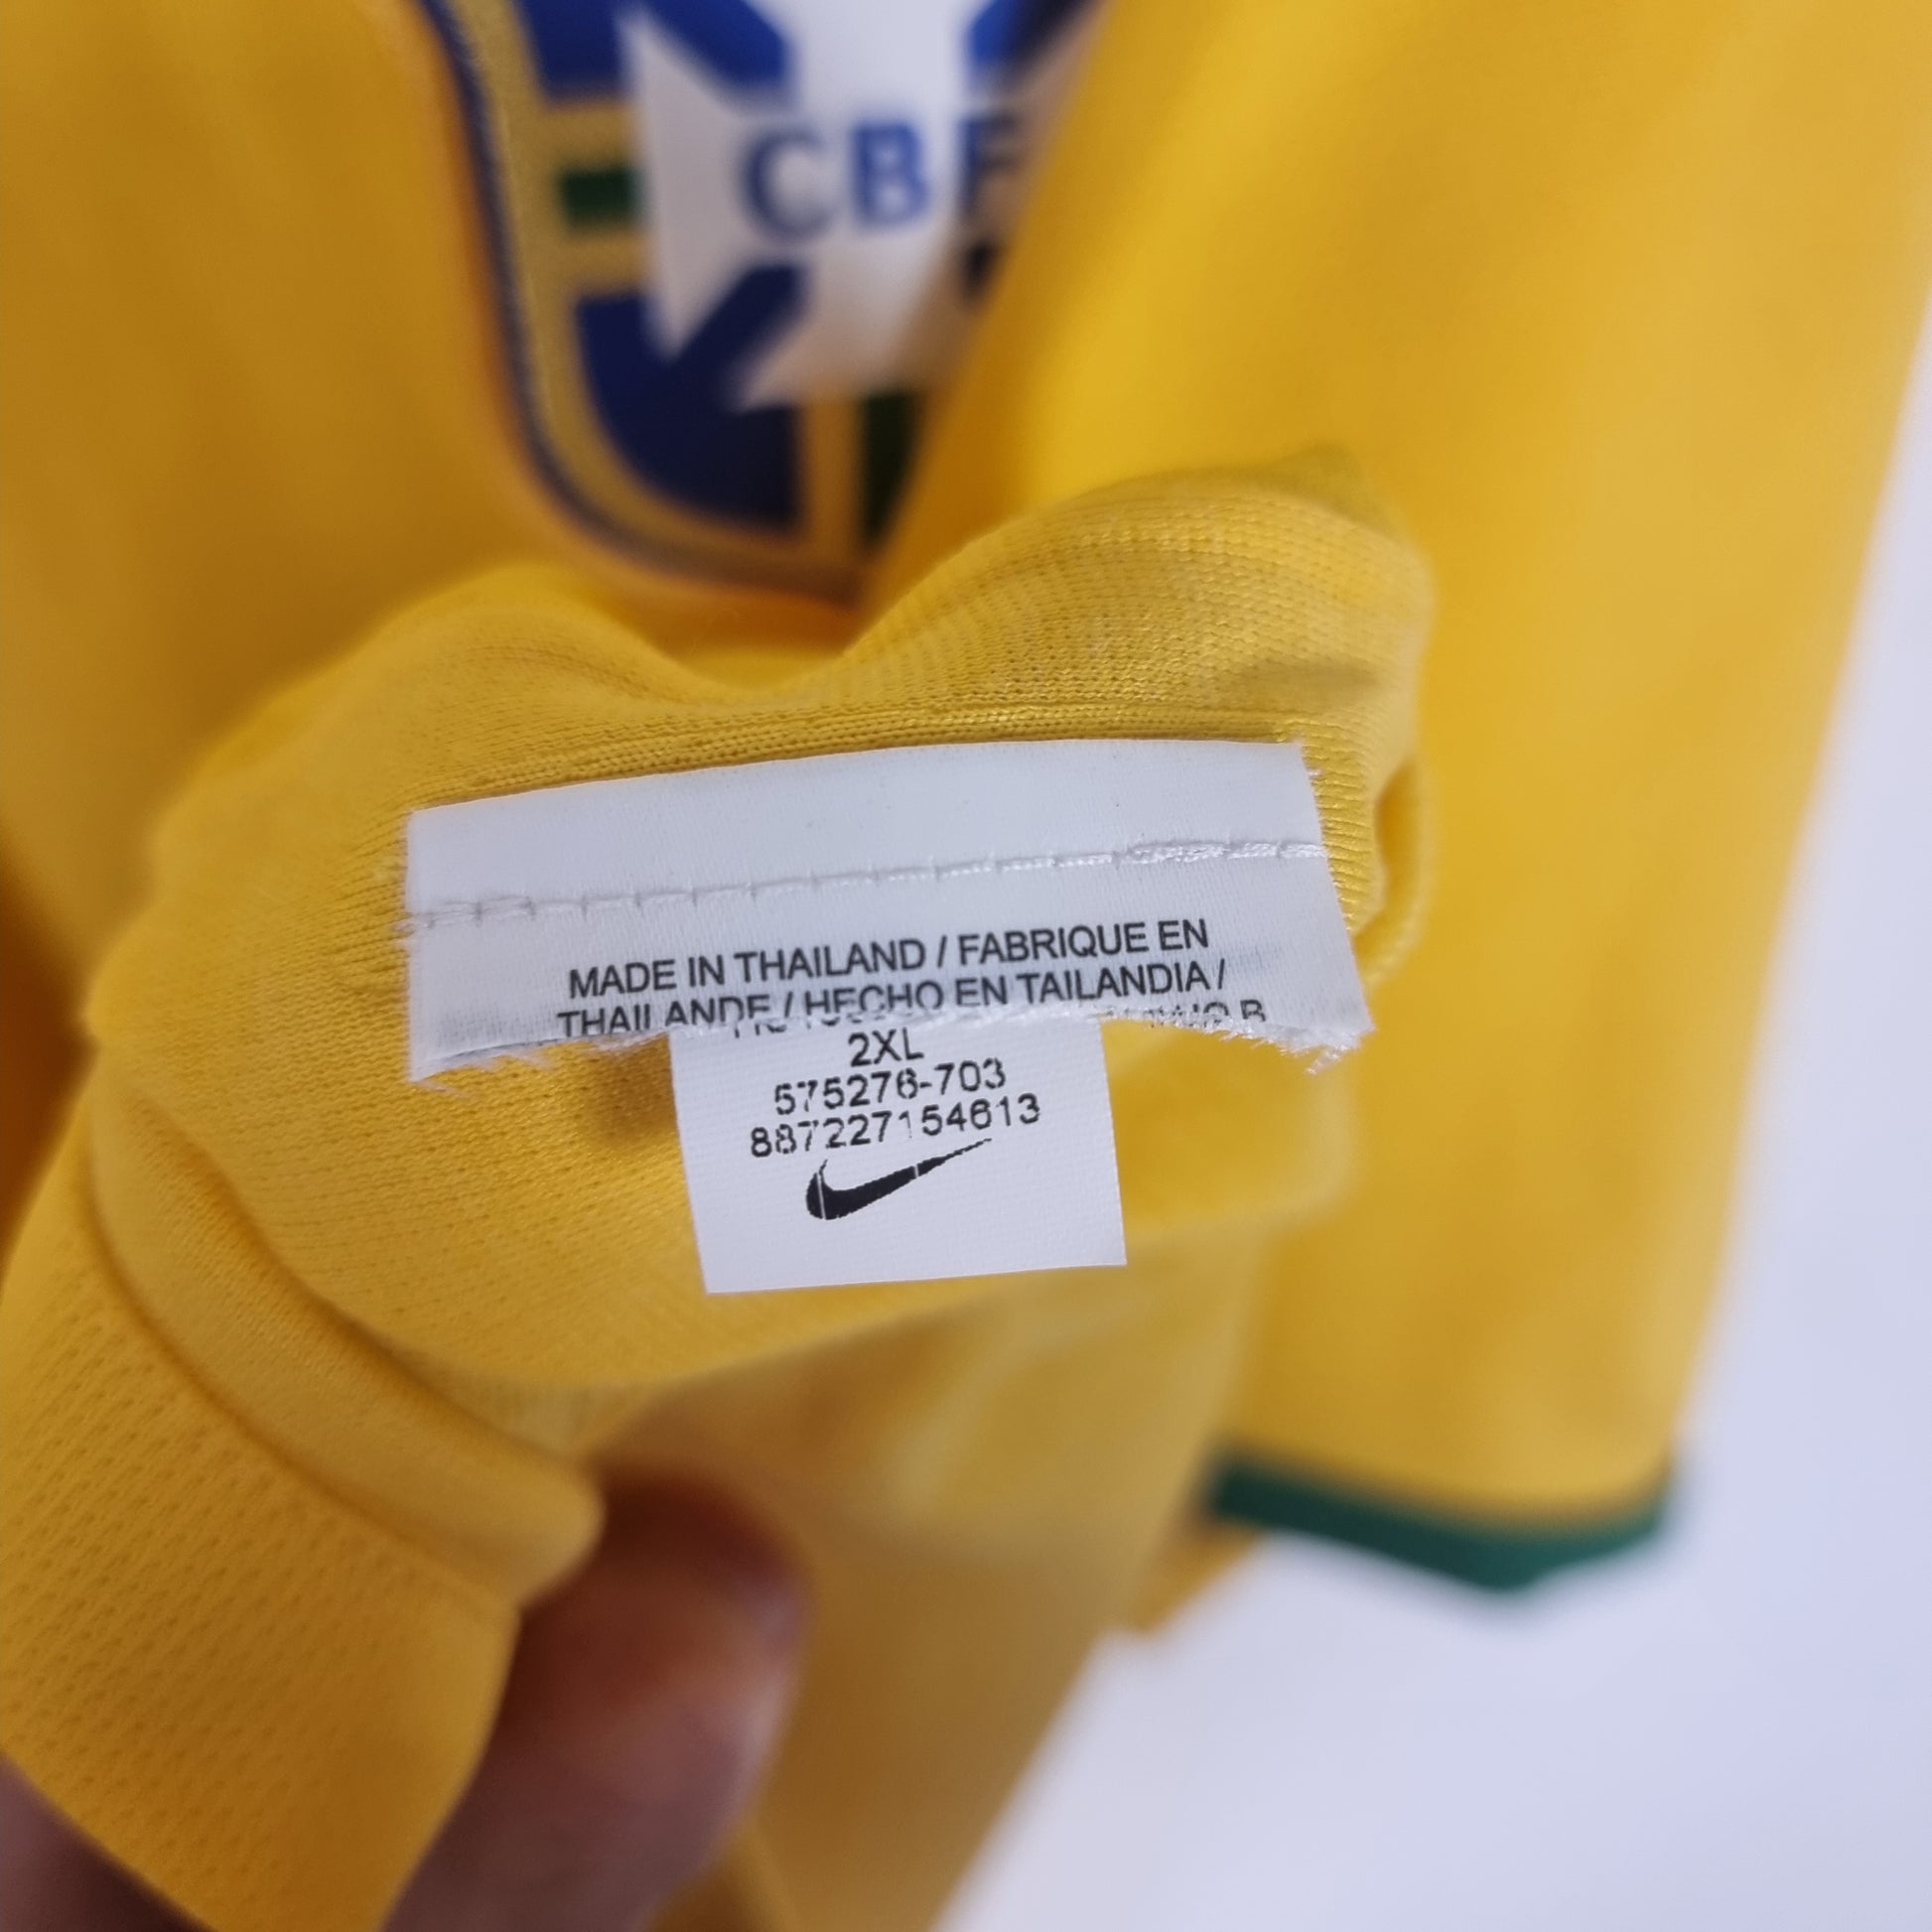 CBF
MADE IN THAILAND / FABRIQUE EN
THAILANDE / HECHO EN TAILANDIA /
2XL
575276-703
887227154613